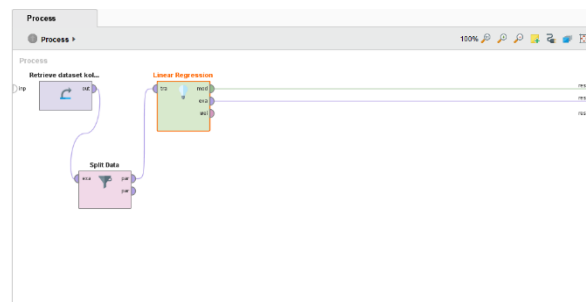 Process
Process
100%
Process
Retrieve dataset kol...
Linear Regression
inp
out
tra
mod
res
exa
res
wei
res
Split Data
exa
par
par